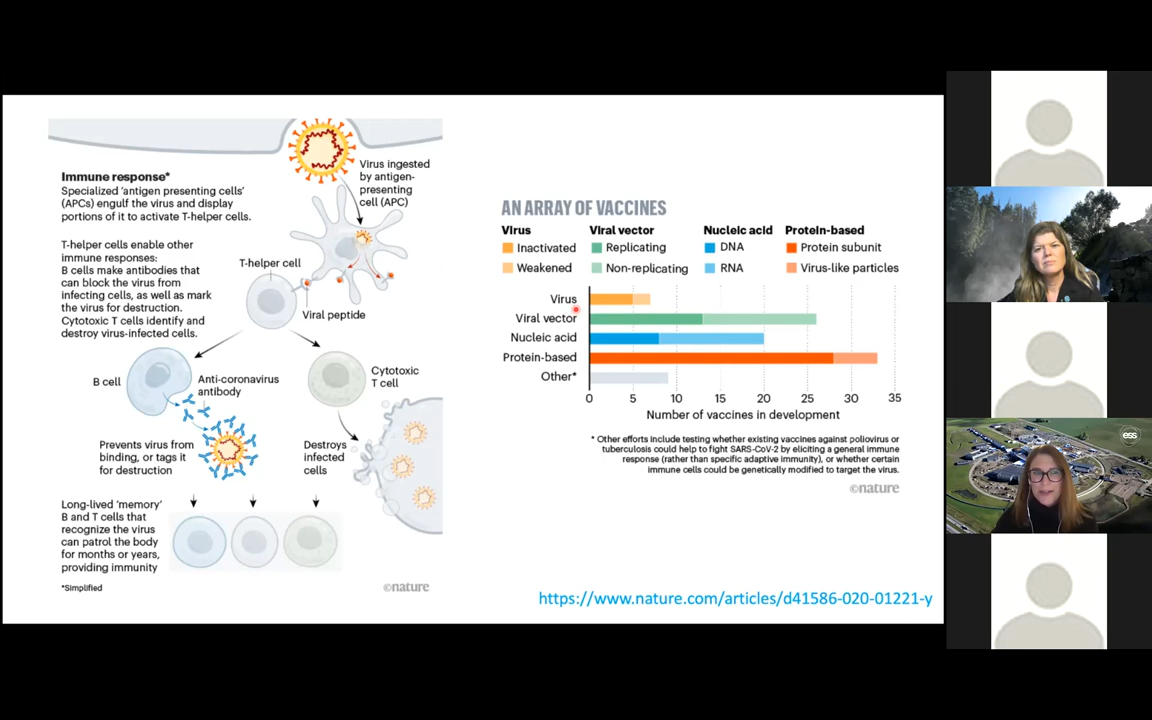 Immune response*
Specialized ‘antigen presenting cells’
(APCs) engulf the virus and display
portions of it to activate T-helper cells.
T-helper cells enable other
immune responses:
B cells make antibodies that
can block the virus from
infecting cells, as well as mark
the virus for destruction.
Cytotoxic T cells identify and
destroy virus-infected cells.
Virus ingested
by antigen-
presenting
cell (APC)
T-helper cell
Viral peptide
B cell
Anti-coronavirus
antibody
Cytotoxic
T cell
Prevents virus from
binding, or tags it
for destruction
Destroys
infected
cells
Long-lived ‘memory’
B and T cells that
recognize the virus
can patrol the body
for months or years,
providing immunity
*Simplified
©nature
AN ARRAY OF VACCINES
Virus
Inactivated
Weakened
Viral vector
Replicating
Non-replicating
Nucleic acid
DNA
RNA
Protein-based
Protein subunit
Virus-like particles
Virus
Viral vector
Nucleic acid
Protein-based
Other*
0 5 10 15 20 25 30 35
Number of vaccines in development
* Other efforts include testing whether existing vaccines against poliovirus or
tuberculosis could help to fight SARS-CoV-2 by eliciting a general immune
response (rather than specific adaptive immunity), or whether certain
immune cells could be genetically modified to target the virus.
©nature
https://www.nature.com/articles/d41586-020-01221-y
ess